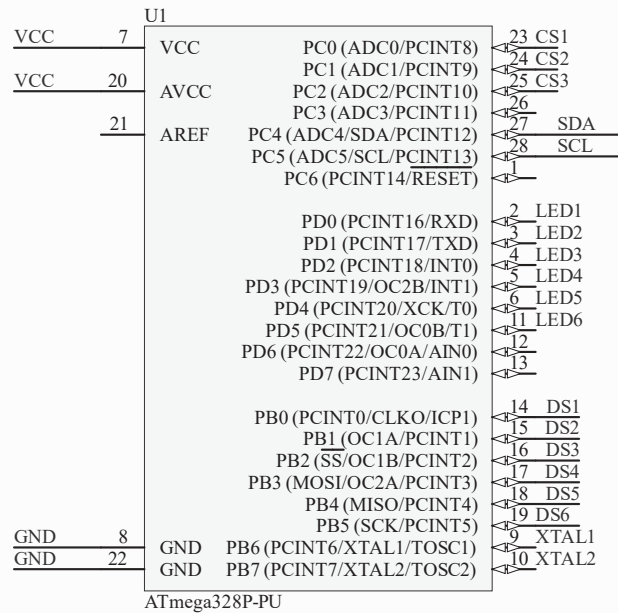 U1
VCC 7 VCC PC0 (ADC0/PCINT8) 23 CS1
PC1 (ADC1/PCINT9) 24 CS2
VCC 20 AVCC PC2 (ADC2/PCINT10) 25 CS3
PC3 (ADC3/PCINT11) 26
21 AREF PC4 (ADC4/SDA/PCINT12) 27 SDA
PC5 (ADC5/SCL/PCINT13) 28 SCL
PC6 (PCINT14/RESET) 1
PD0 (PCINT16/RXD) 2 LED1
PD1 (PCINT17/TXD) 3 LED2
PD2 (PCINT18/INT0) 4 LED3
PD3 (PCINT19/OC2B/INT1) 5 LED4
PD4 (PCINT20/XCK/T0) 6 LED5
PD5 (PCINT21/OC0B/T1) 11 LED6
PD6 (PCINT22/OC0A/AIN0) 12
PD7 (PCINT23/AIN1) 13
PB0 (PCINT0/CLKO/ICP1) 14 DS1
PB1 (OC1A/PCINT1) 15 DS2
PB2 (SS/OC1B/PCINT2) 16 DS3
PB3 (MOSI/OC2A/PCINT3) 17 DS4
PB4 (MISO/PCINT4) 18 DS5
PB5 (SCK/PCINT5) 19 DS6
GND 8 GND PB6 (PCINT6/XTAL1/TOSC1) 9 XTAL1
GND 22 GND PB7 (PCINT7/XTAL2/TOSC2) 10 XTAL2
ATmega328P-PU